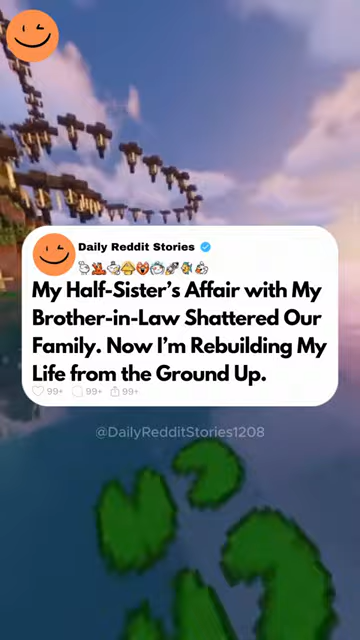 Daily Reddit Stories
My Half-Sister's Affair with My
Brother-in-Law Shattered Our
Family. Now I'm Rebuilding My
Life from the Ground Up.
99+ 99+ 99+
@DailyRedditStories1208